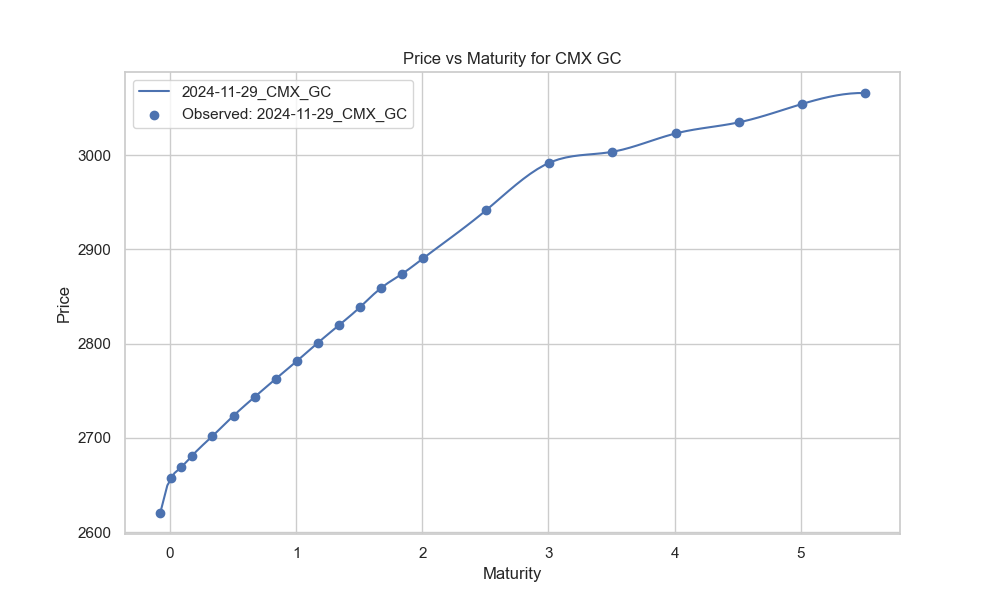 Price vs Maturity for CMX GC
2024-11-29_CMX_GC
Observed: 2024-11-29_CMX_GC
3000
2900
2800
2700
2600
Price
0 1 2 3 4 5
Maturity